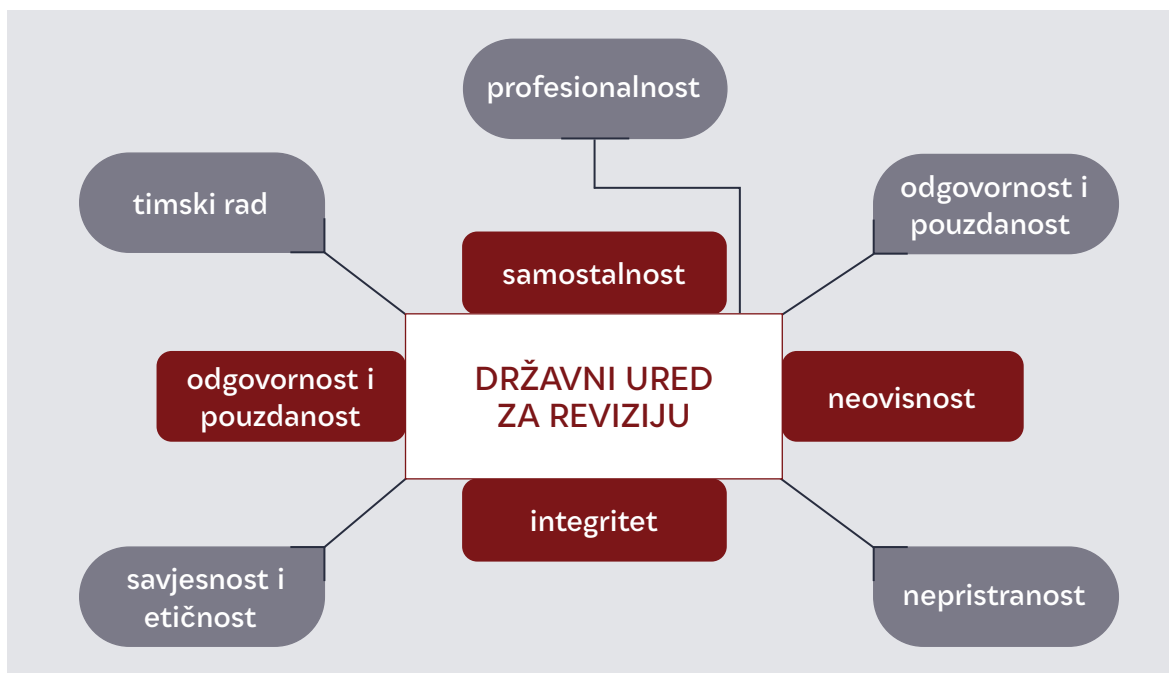 profesionalnost
timski rad
odgovornost i
pouzdanost
samostalnost
odgovornost i
pouzdanost
DRŽAVNI URED
ZA REVIZIJU
neovisnost
integritet
savjesnost i
etičnost
nepristranost